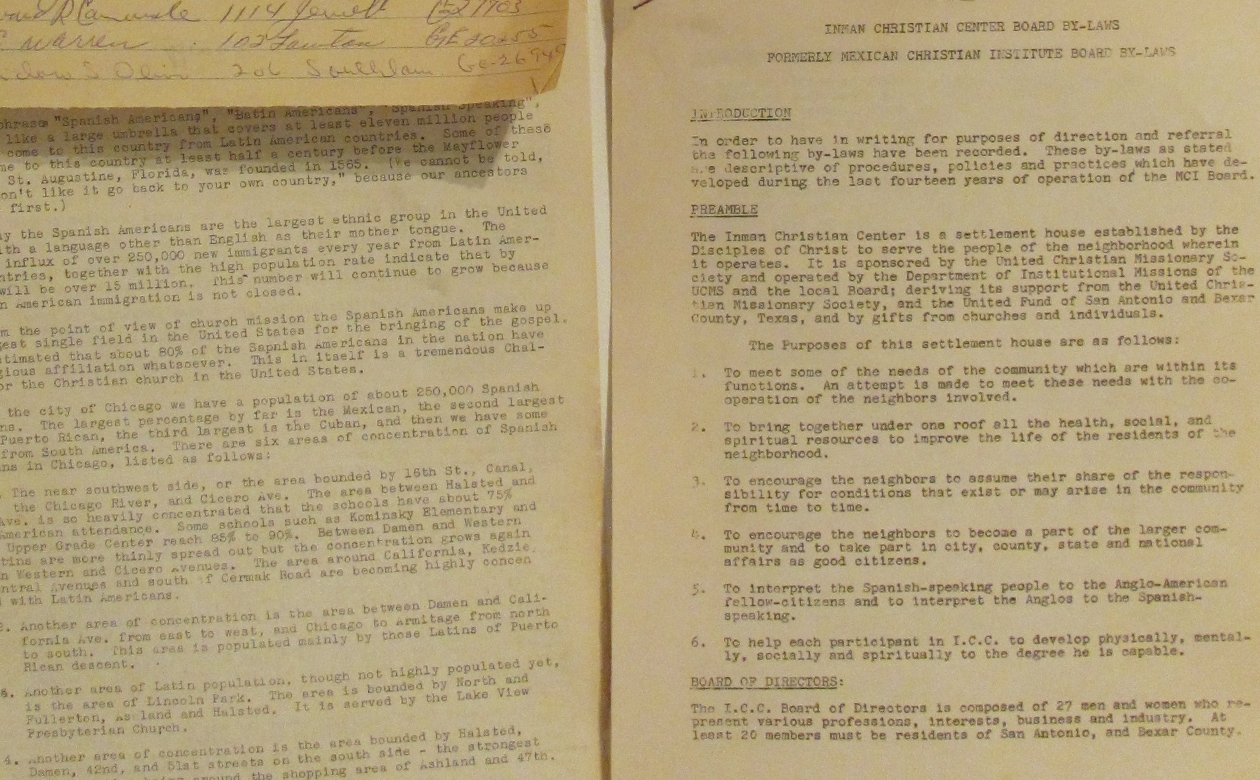 1114 Jewell
Warren 102 Lawton GE 20255
206
phrase "Spanish Americans", "Batin Americans", "Spanish Speaking",
like a large umbrella that covers at least eleven million people
come to this country from Latin American countries. Some of these
me to this country at least half a century before the Mayflower
St. Augustine, Florida, was founded in 1565. (We cannot be told,
on't like it go back to your own country," because our ancestors
first.)
y the Spanish Americans are the largest ethnic group in the United
th a language other than English as their mother tongue. The
influx of over 250,000 new immigrants every year from Latin Amer-
ntries, together with the high population rate indicate that by
will be over 15 million. This number will continue to grow because
n American immigration is not closed.
m the point of view of church mission the Spanish Americans make up
gest single field in the United States for the bringing of the gospel.
timated that about 80% of the Sapnish Americans in the nation have
gious affiliation whatsoever. This in itself is a tremendous Chal-
or the Christian church in the United States.
the city of Chicago we have a population of about 250,000 Spanish
ns. The largest percentage by far is the Mexican, the second largest
Puerto Rican, the third largest is the Cuban, and then we have some
from South America. There are six areas of concentration of Spanish
ns in Chicago, listed as follows:
The near southwest side, or the area bounded by 16th St., Canal,
the Chicago River, and Cicero Ave. The area between Halsted and
Ave. is so heavily concentrated that the schools have about 75%
American attendance. Some schools such as Kominsky Elementary and
Upper Grade Center reach 85% to 90%. Between Damen and Western
tins are more thinly spread out but the concentration grows again
n Western and Cicero Avenues. The area around California, Kedzie,
ntral Avenues and south of Cermak Road are becoming highly concen
d with Latin Americans.
2. Another area of concentration is the area between Damen and Cali-
fornia Ave. from east to west, and Chicago to Armitage from north
to south. This area is populated mainly by those Latins of Puerto
Rican descent.
3. Another area of Latin population, though not highly populated yet,
is the area of Lincoln Park. The area is bounded by North and
Fullerton, Ashland and Halsted. It is served by the Lake View
Presbyterian Church.
4. Another area of concentration is the area bounded by Halsted,
Damen, 42nd, and 51st streets on the south side - the strongest
around the shopping area of Ashland and 47th.
INMAN CHRISTIAN CENTER BOARD BY-LAWS
FORMERLY MEXICAN CHRISTIAN INSTITUTE BOARD BY-LAWS
INTRODUCTION
In order to have in writing for purposes of direction and referral
the following by-laws have been recorded. These by-laws as stated
are descriptive of procedures, policies and practices which have de-
veloped during the last fourteen years of operation of the MCI Board.
PREAMBLE
The Inman Christian Center is a settlement house established by the
Disciples of Christ to serve the people of the neighborhood wherein
it operates. It is sponsored by the United Christian Missionary So-
ciety and operated by the Department of Institutional Missions of the
UCMS and the local Board; deriving its support from the United Chris-
tian Missionary Society, and the United Fund of San Antonio and Bexar
County, Texas, and by gifts from churches and individuals.
The Purposes of this settlement house are as follows:
1. To meet some of the needs of the community which are within its
functions. An attempt is made to meet these needs with the co-
operation of the neighbors involved.
2. To bring together under one roof all the health, social, and
spiritual resources to improve the life of the residents of the
neighborhood.
3. To encourage the neighbors to assume their share of the respon-
sibility for conditions that exist or may arise in the community
from time to time.
4. To encourage the neighbors to become a part of the larger com-
munity and to take part in city, county, state and national
affairs as good citizens.
5. To interpret the Spanish-speaking people to the Anglo-American
fellow-citizens and to interpret the Anglos to the Spanish-
speaking.
6. To help each participant in I.C.C. to develop physically, mental-
ly, socially and spiritually to the degree he is capable.
BOARD OF DIRECTORS:
The I.C.C. Board of Directors is composed of 27 men and women who re-
present various professions, interests, business and industry. At
least 20 members must be residents of San Antonio, and Bexar County.